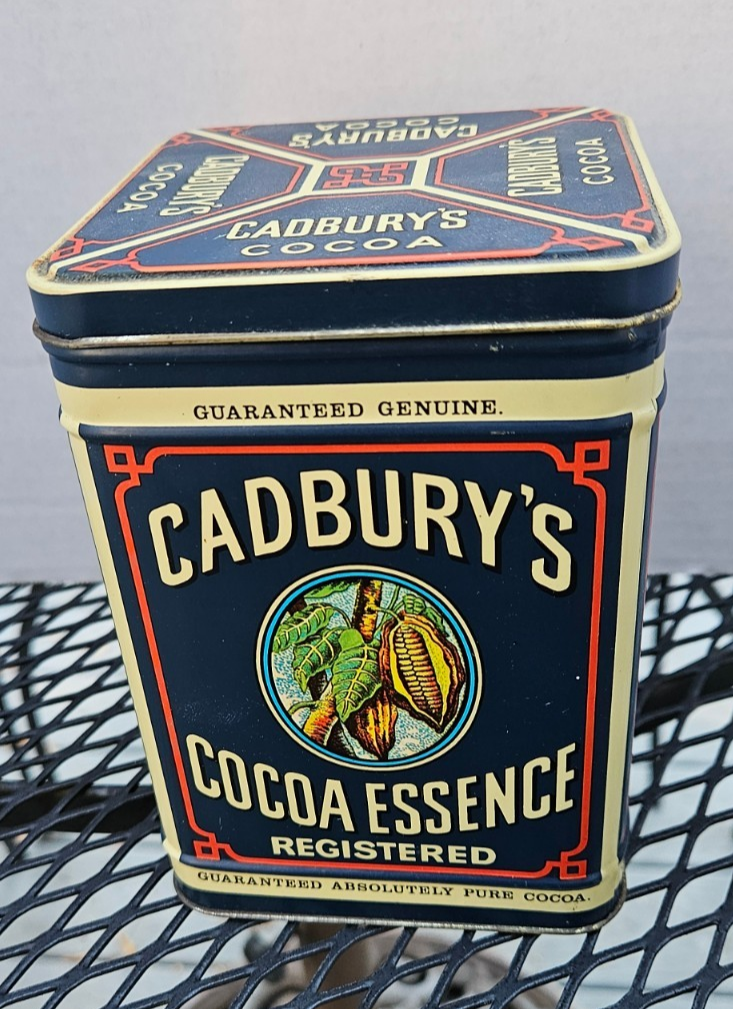 CADBURY'S
COCOA
CADBURY'S
COCOA
CADBURY'S
COCOA
CADBURY'S
COCOA
GUARANTEED GENUINE.
CADBURY'S
COCOA ESSENCE
REGISTERED
GUARANTEED ABSOLUTELY PURE COCOA.